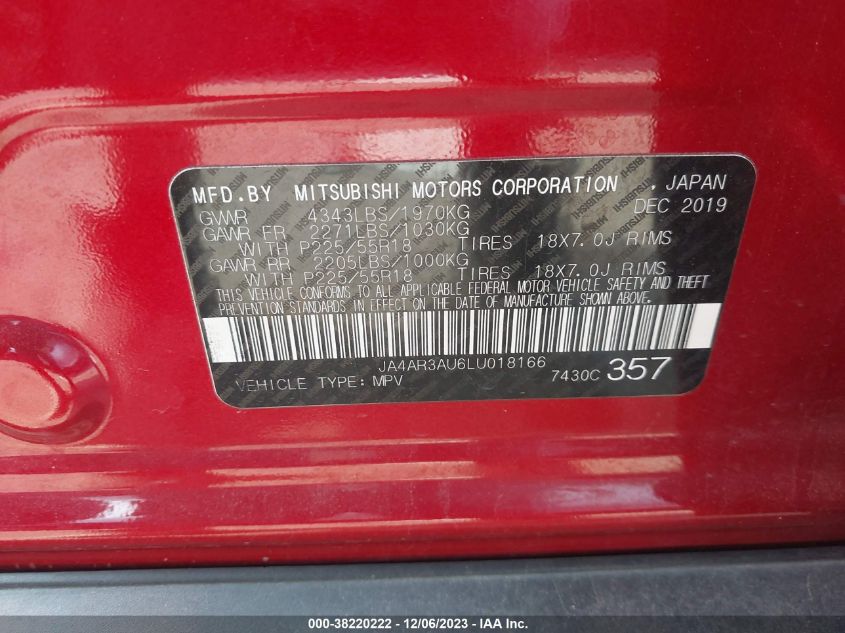 MFD.BY MITSUBISHI MOTORS CORPORATION , JAPAN
GVWR 4343LBS/1970KG DEC 2019
GAWR FR 2271LBS/1030KG
WITH P225/55R18 TIRES 18X7.0J RIMS
GAWR RR 2205LBS/1000KG
WITH P225/55R18 TIRES 18X7.0J RIMS
THIS VEHICLE CONFORMS TO ALL APPLICABLE FEDERAL MOTOR VEHICLE SAFETY AND THEFT
PREVENTION STANDARDS IN EFFECT ON THE DATE OF MANUFACTURE SHOWN ABOVE.
JA4AR3AU6LU018166
VEHICLE TYPE: MPV 7430C 357
000-38220222 - 12/06/2023 - IAA Inc.